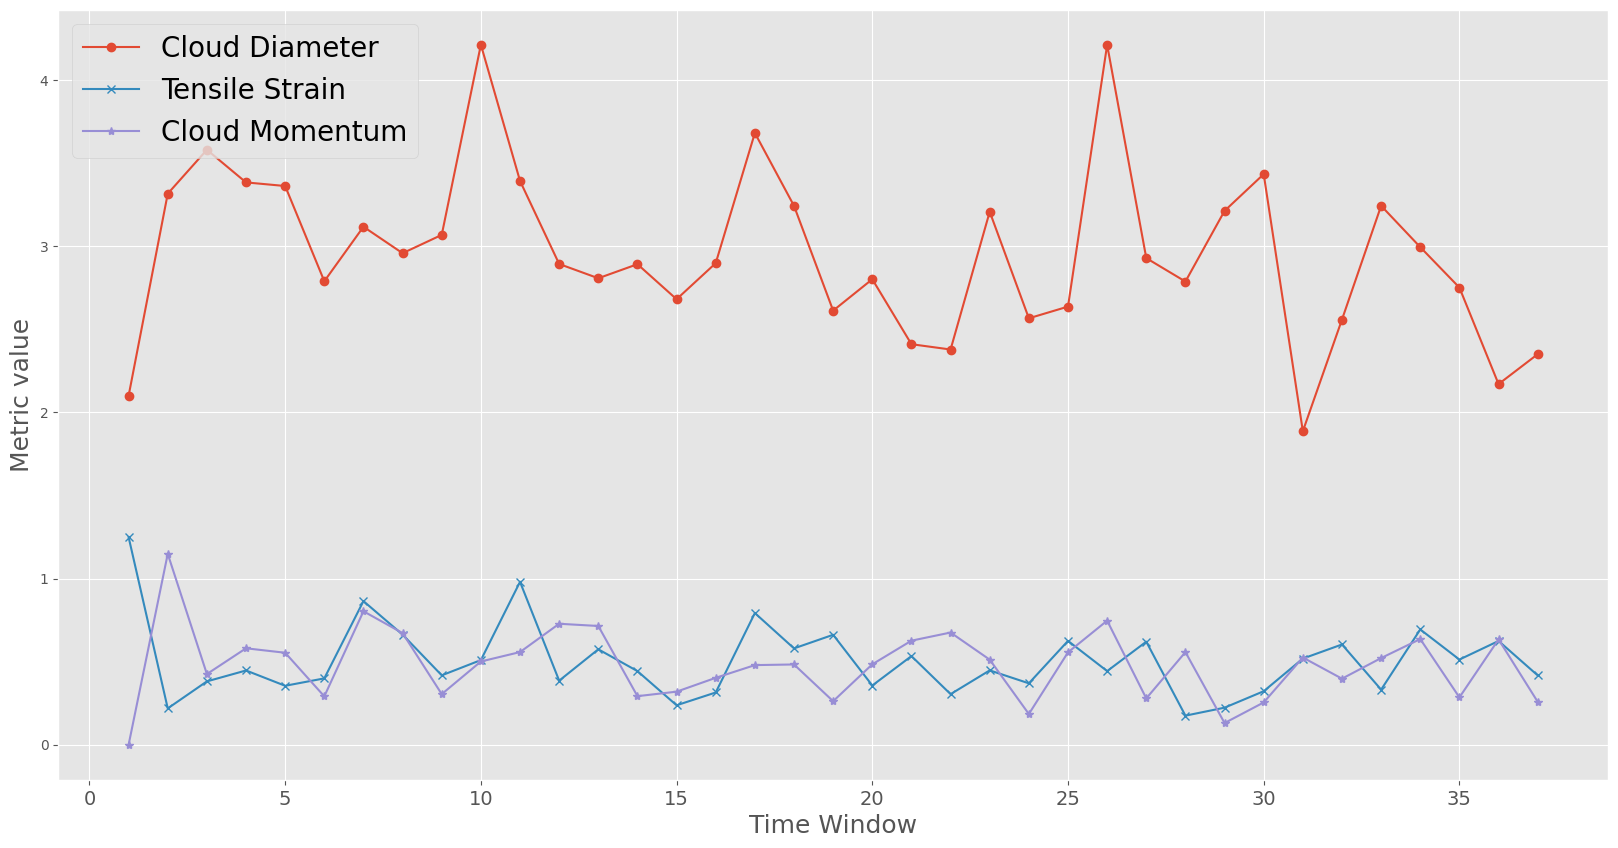 Cloud Diameter
Tensile Strain
Cloud Momentum
Metric value
4
3
2
1
0
0 5 10 15 20 25 30 35
Time Window